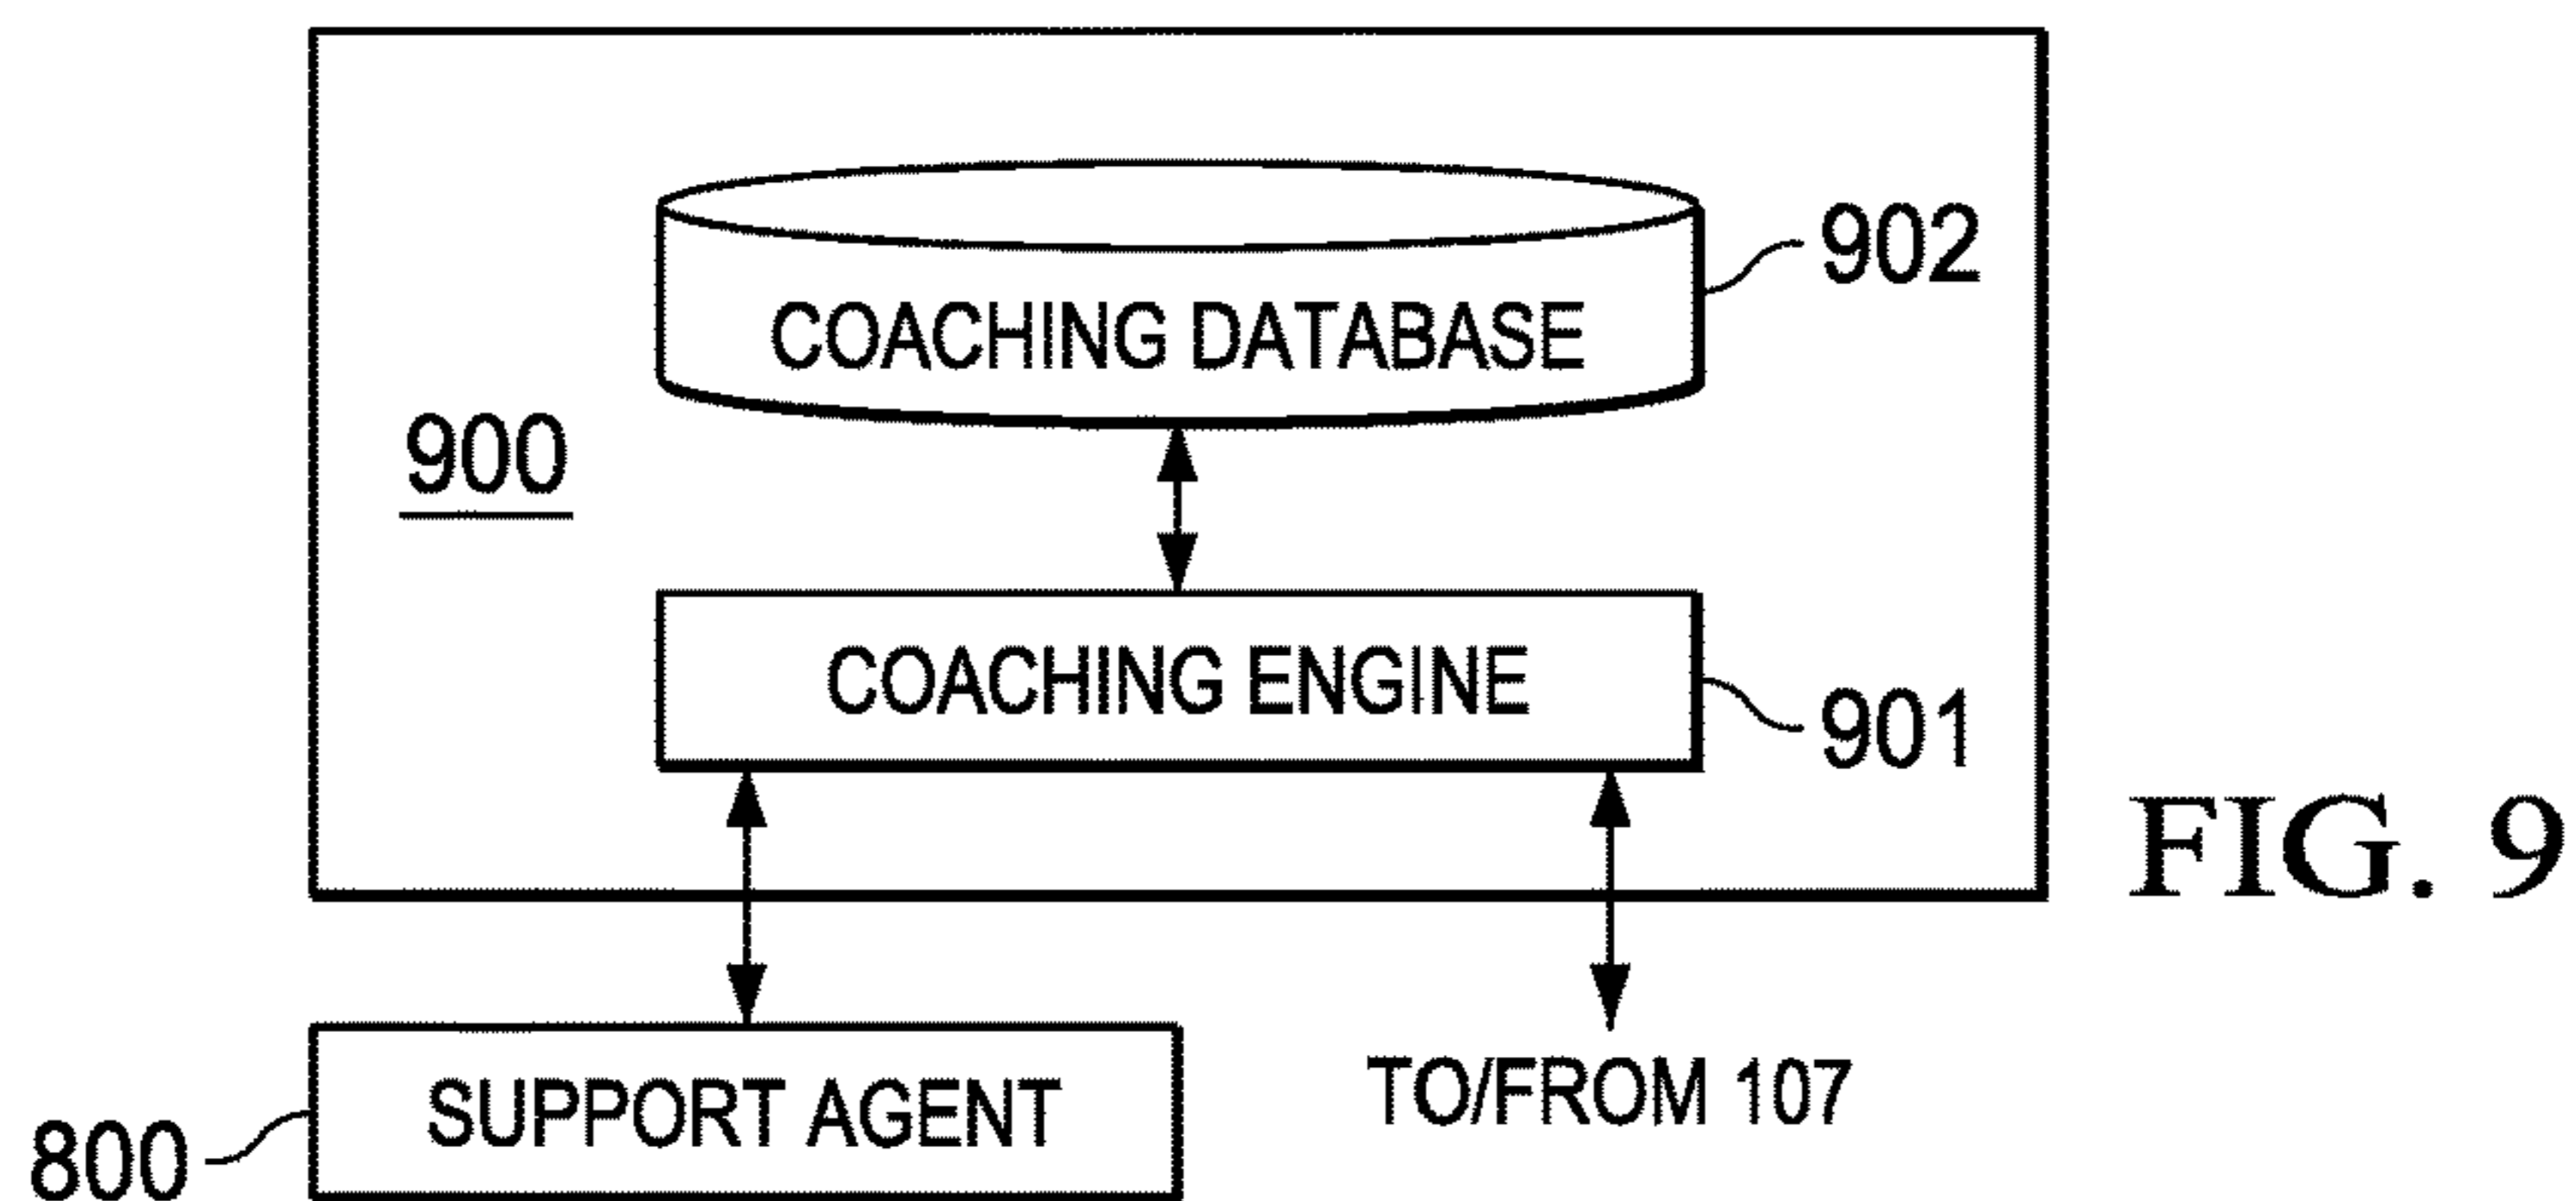 902
COACHING DATABASE
900
COACHING ENGINE
901
FIG. 9
SUPPORT AGENT
TO/FROM 107
800